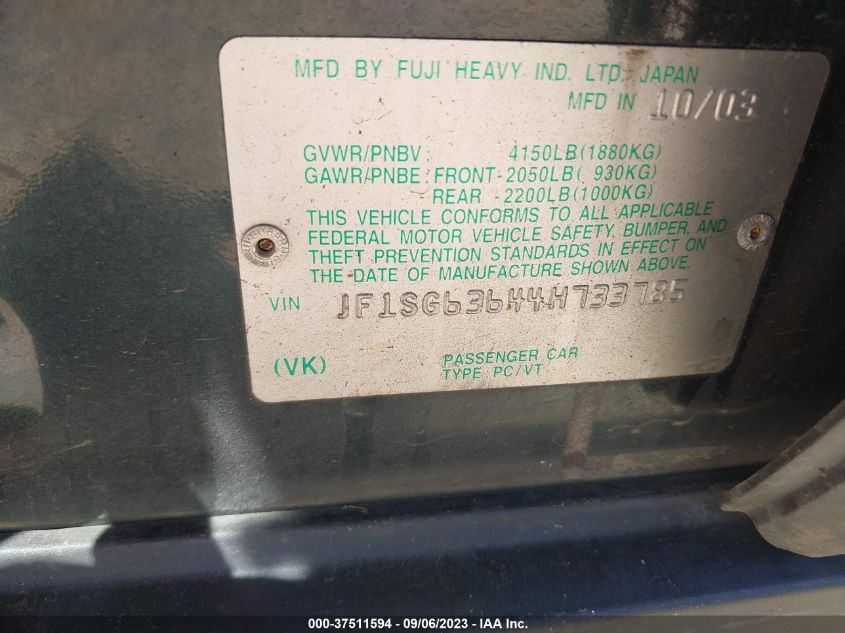 MFD BY FUJI HEAVY IND. LTD. JAPAN
MFD IN 10/03
GVWR/PNBV : 4150LB(1880KG)
GAWR/PNBE : FRONT-2050LB( 930KG)
REAR -2200LB(1000KG)
THIS VEHICLE CONFORMS TO ALL APPLICABLE
FEDERAL MOTOR VEHICLE SAFETY, BUMPER, AND
THEFT PREVENTION STANDARDS IN EFFECT ON
THE DATE OF MANUFACTURE SHOWN ABOVE.
VIN JF1SG63644H733785
(VK) PASSENGER CAR
TYPE PC/VT
000-37511594 - 09/06/2023 - IAA Inc.